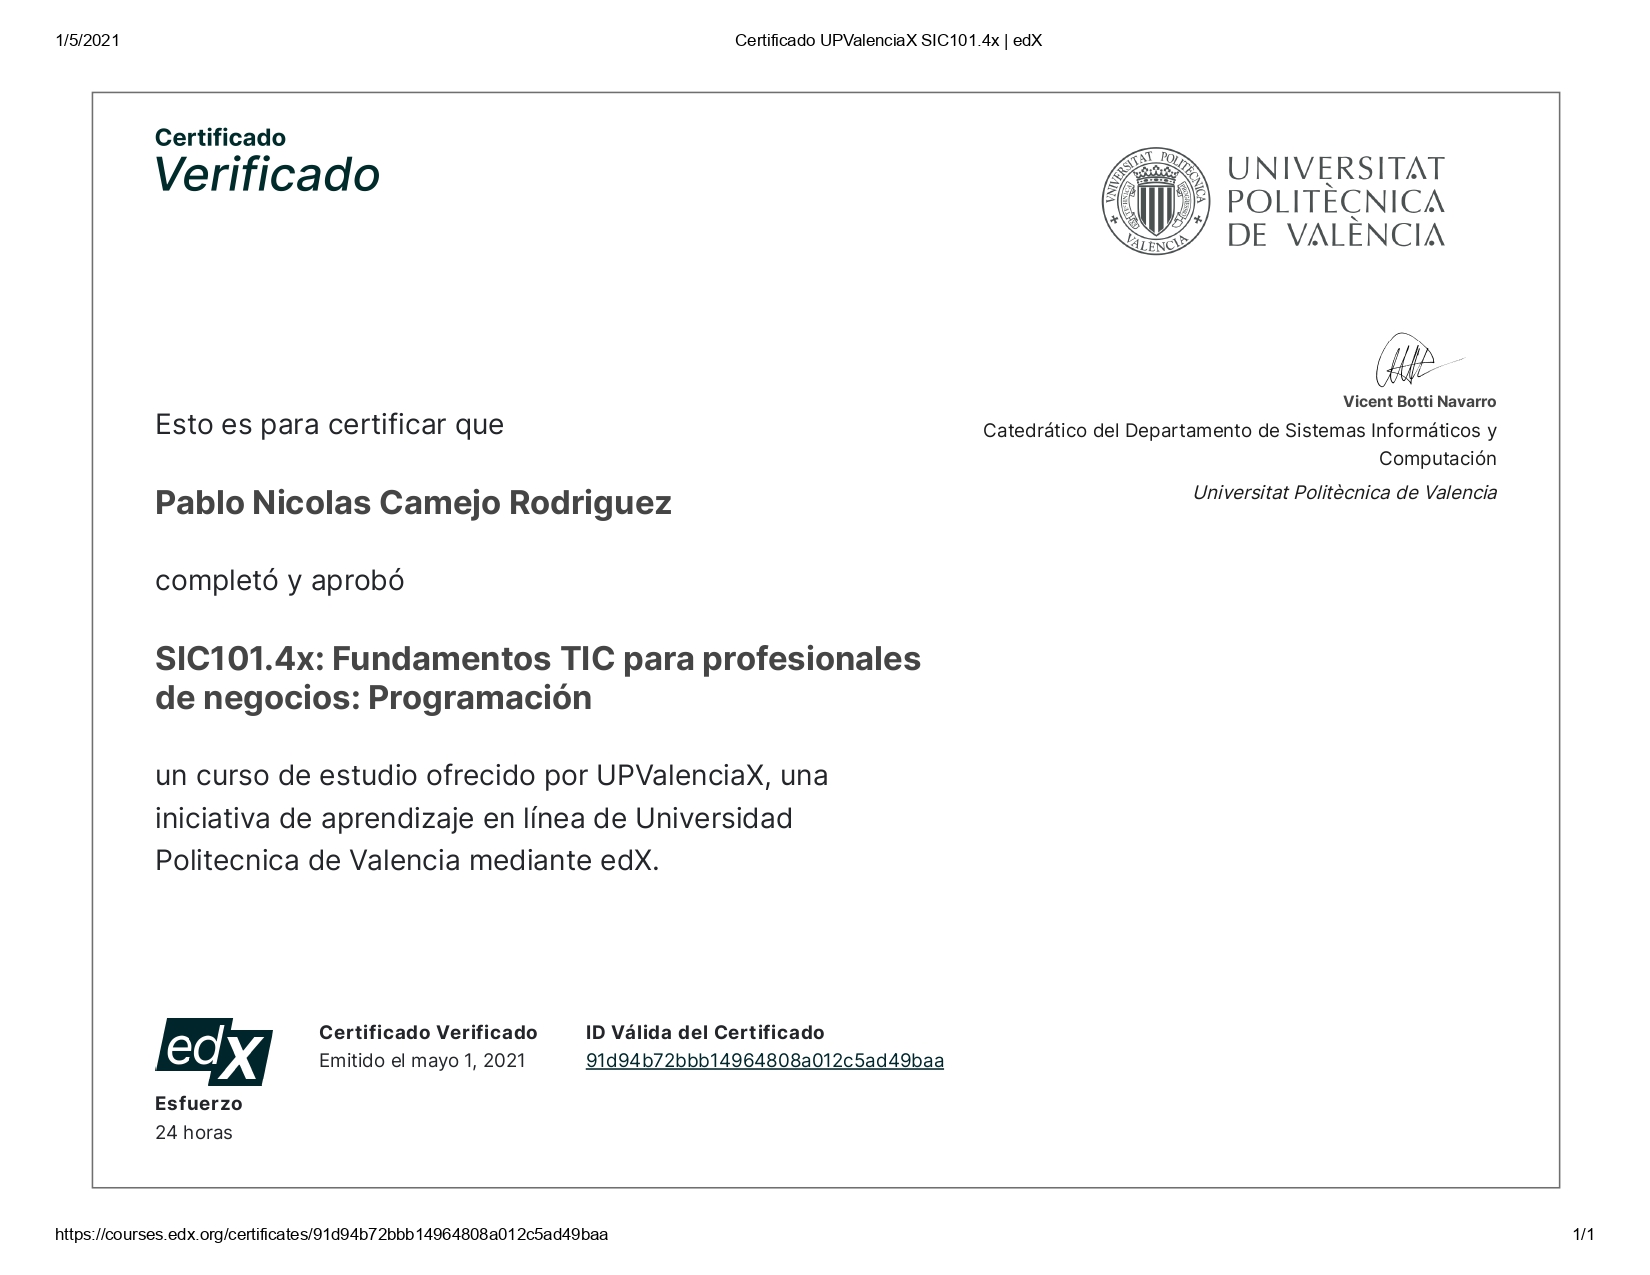 1/5/2021
Certificado UPValenciaX SIC101.4x | edX
Certificado
Verificado
UNIVERSITAT POLITÈCNICA
VALÈNCIA
UNIVERSITAT
POLITÈCNICA
DE VALÈNCIA
Vicent Botti Navarro
Catedrático del Departamento de Sistemas Informáticos y
Computación
Universitat Politècnica de Valencia
Esto es para certificar que
Pablo Nicolas Camejo Rodriguez
completó y aprobó
SIC101.4x: Fundamentos TIC para profesionales
de negocios: Programación
un curso de estudio ofrecido por UPValenciaX, una
iniciativa de aprendizaje en línea de Universidad
Politecnica de Valencia mediante edX.
edX
Certificado Verificado
Emitido el mayo 1, 2021
ID Válida del Certificado
91d94b72bbb14964808a012c5ad49baa
Esfuerzo
24 horas
https://courses.edx.org/certificates/91d94b72bbb14964808a012c5ad49baa
1/1